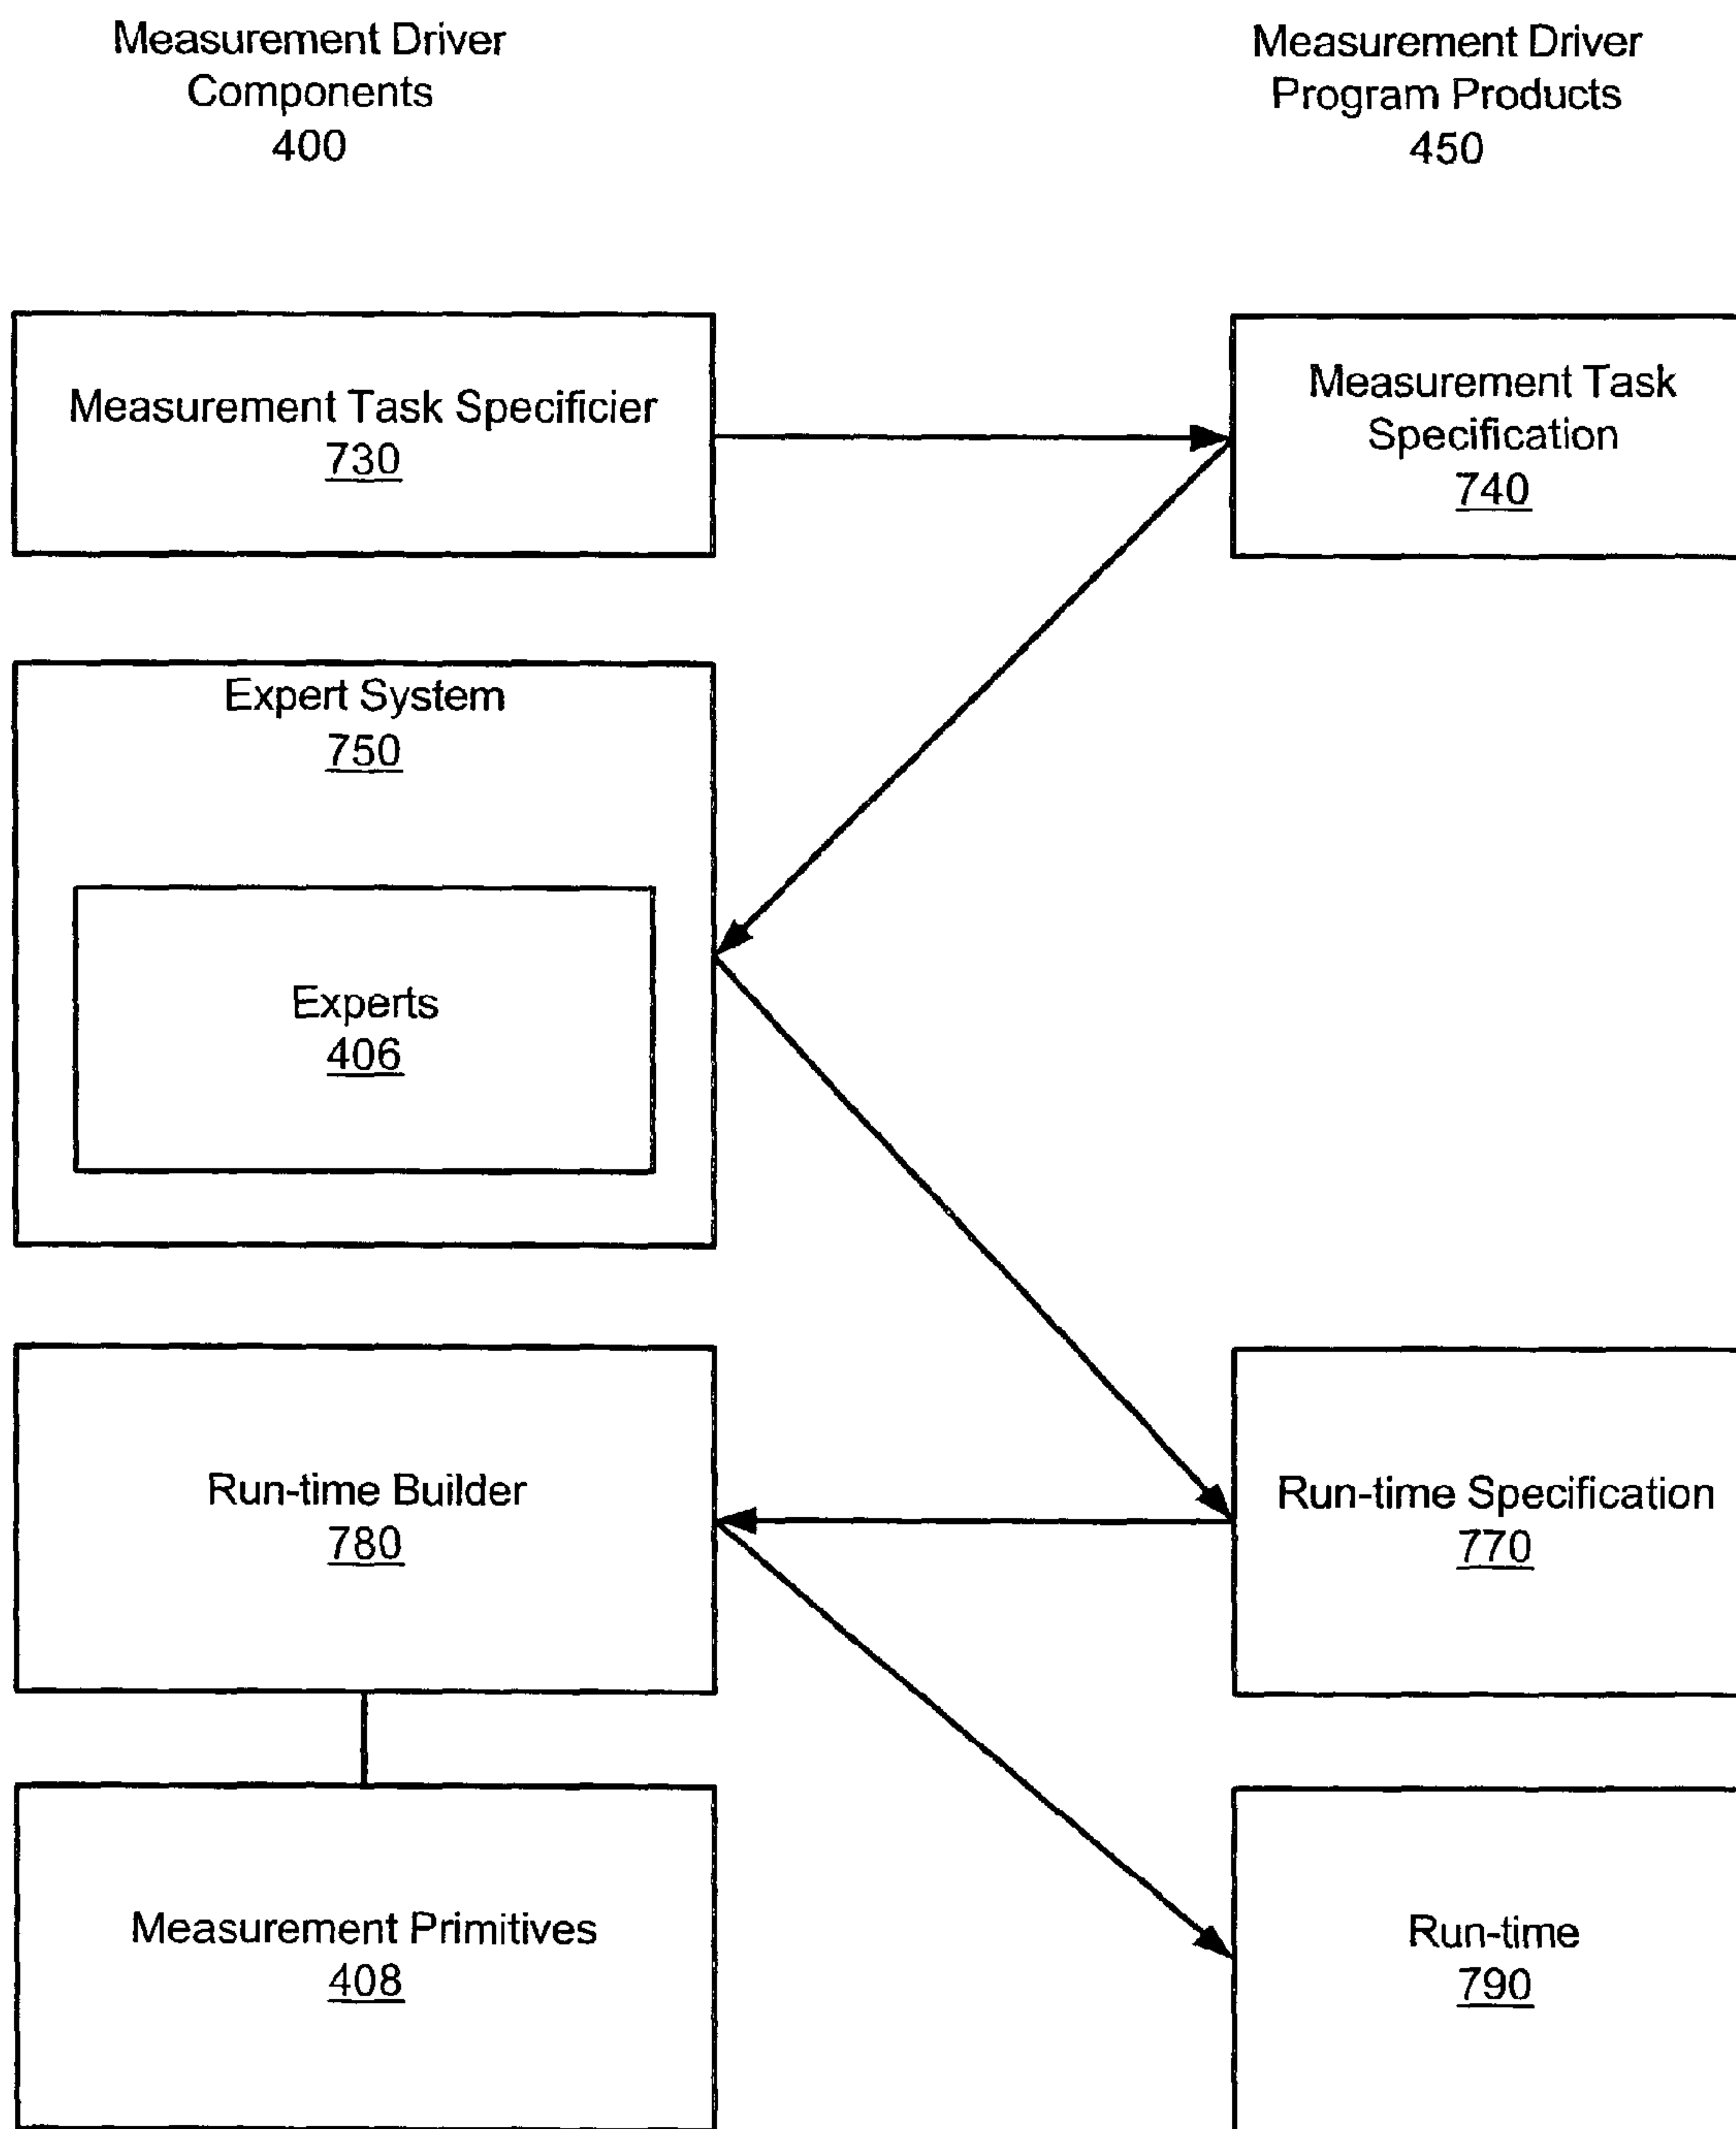 Measurement Driver
Components
400
Measurement Driver
Program Products
450
Measurement Task Specificier
730
Measurement Task
Specification
740
Expert System
750
Experts
406
Run-time Builder
780
Run-time Specification
770
Measurement Primitives
408
Run-time
790